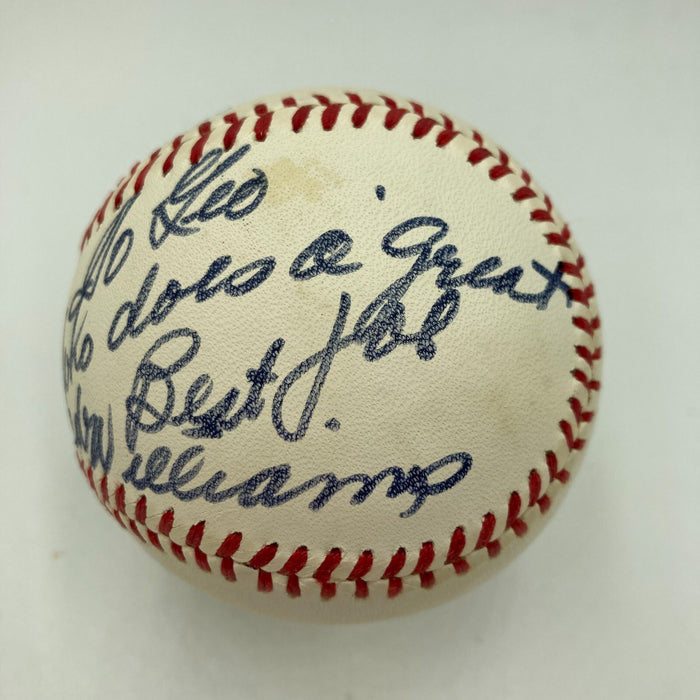 To Geo
who does a great
Job.
Best
Williams